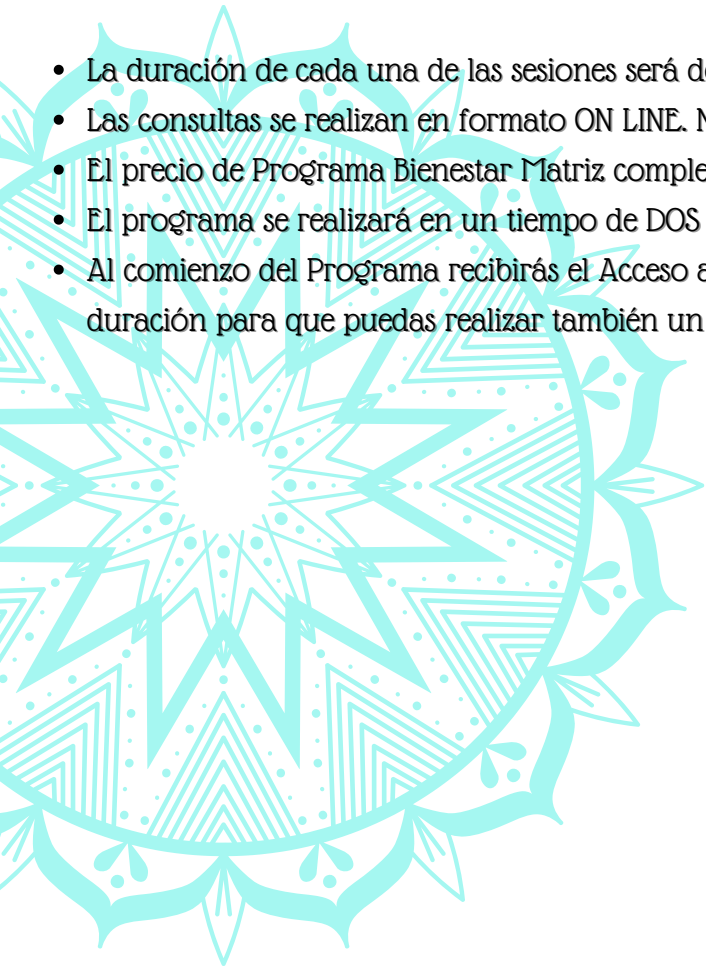 • La duración de cada una de las sesiones será
• Las consultas se realizan en formato ON LINE.
• El precio de Programa Bienestar Matriz
• El programa se realizará en un tiempo de DOS
• Al comienzo del Programa recibirás el Acceso
duración para que puedas realizar también un